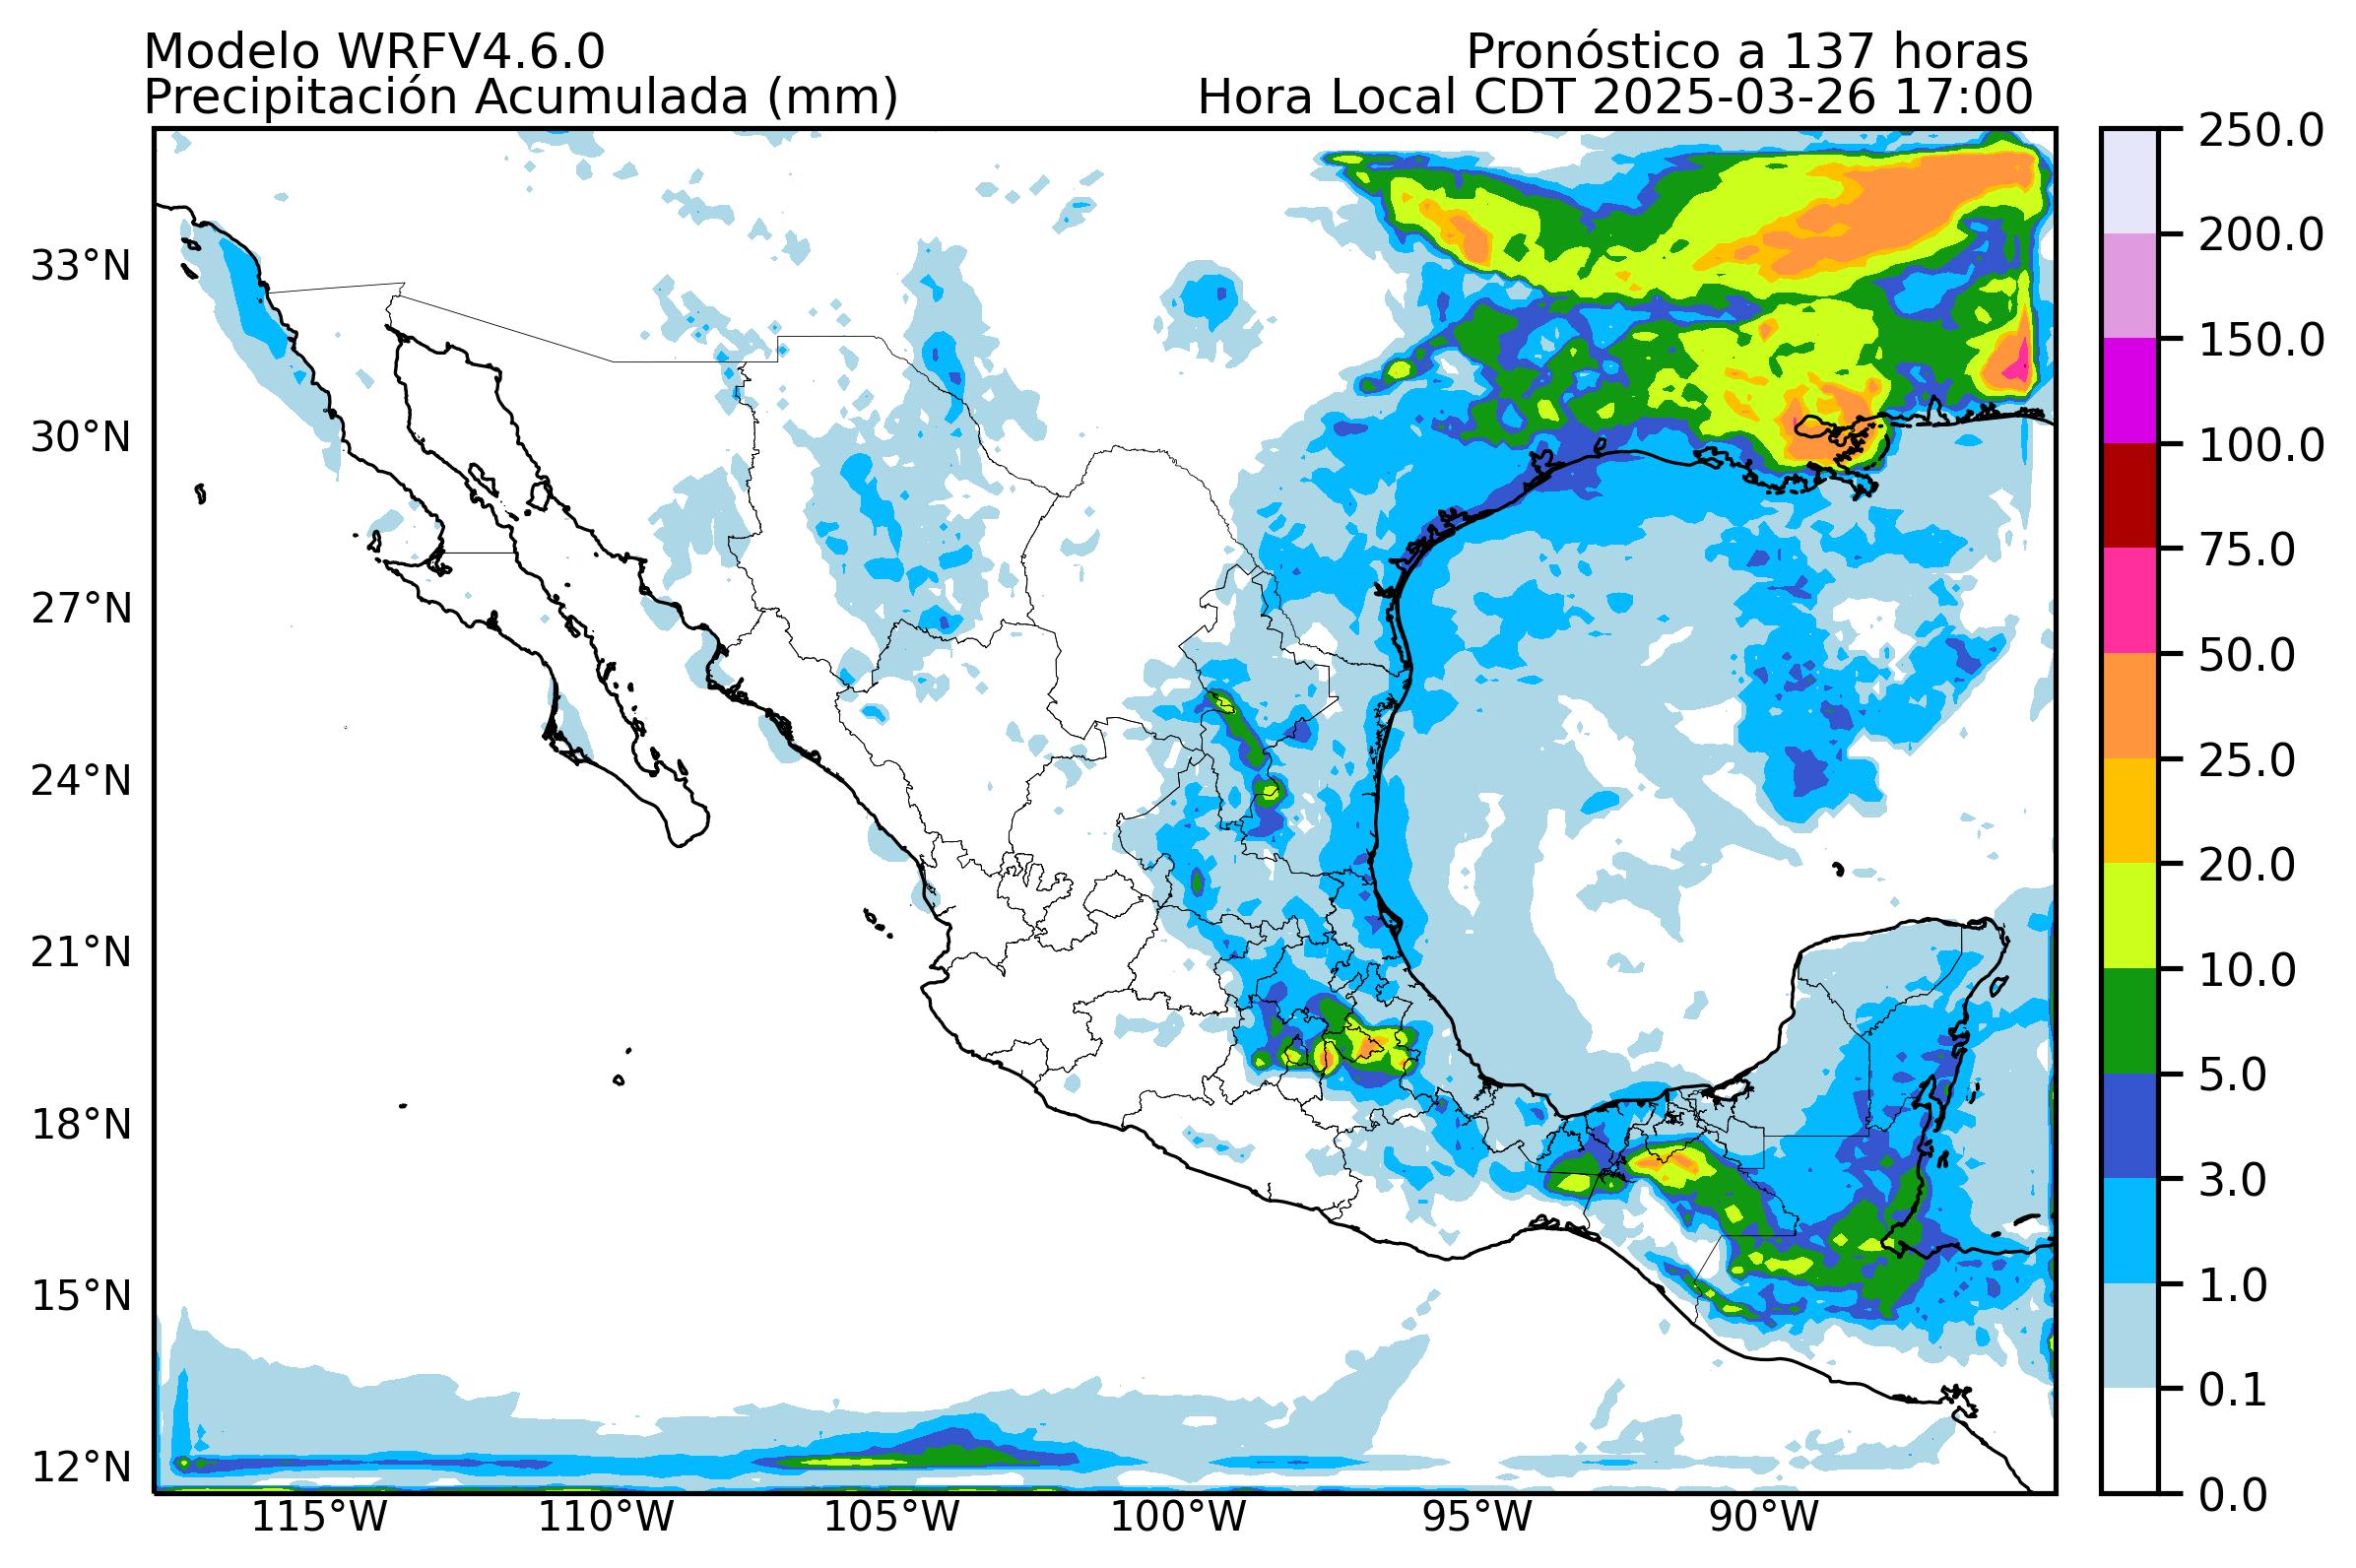 Modelo WRFV4.6.0
Pronóstico a 137 horas
Precipitación Acumulada (mm)
Hora Local CDT 2025-03-26 17:00
33°N
30°N
27°N
24°N
21°N
18°N
15°N
12°N
115°W
110°W
105°W
100°W
95°W
90°W
250.0
200.0
150.0
100.0
75.0
50.0
25.0
20.0
10.0
5.0
3.0
1.0
0.1
0.0